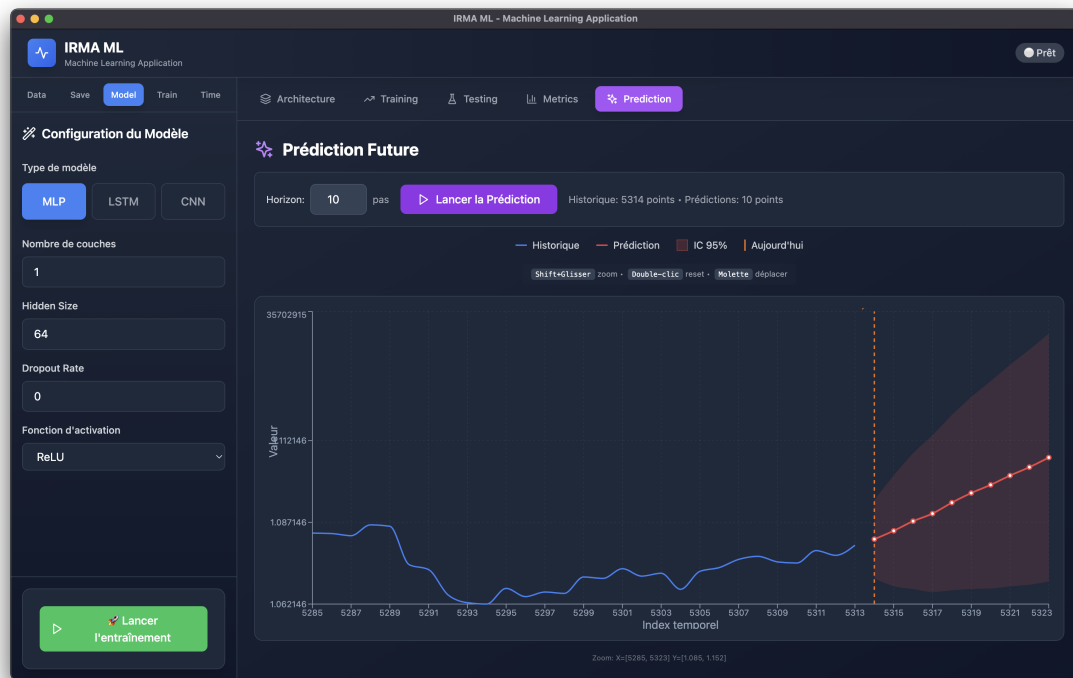 IRMA ML - Machine Learning Application
IRMA ML
Machine Learning Application
Prêt
Data Save Model Train Time
Architecture Training Testing Metrics Prediction
Configuration du Modèle
Type de modèle
MLP LSTM CNN
Nombre de couches
1
Hidden Size
64
Dropout Rate
0
Fonction d'activation
ReLU
Lancer
l'entraînement
Prédiction Future
Horizon: 10 pas Lancer la Prédiction Historique: 5314 points • Prédictions: 10 points
Historique Prédiction IC 95% Aujourd'hui
Shift+Glisser zoom • Double-clic reset • Molette déplacer
35702915
112146
1.087146
1.062146
Valeur
5285 5287 5289 5291 5293 5295 5297 5299 5301 5303 5305 5307 5309 5311 5313 5315 5317 5319 5321 5323
Index temporel
Zoom: X=[5285, 5323] Y=[1.085, 1.152]